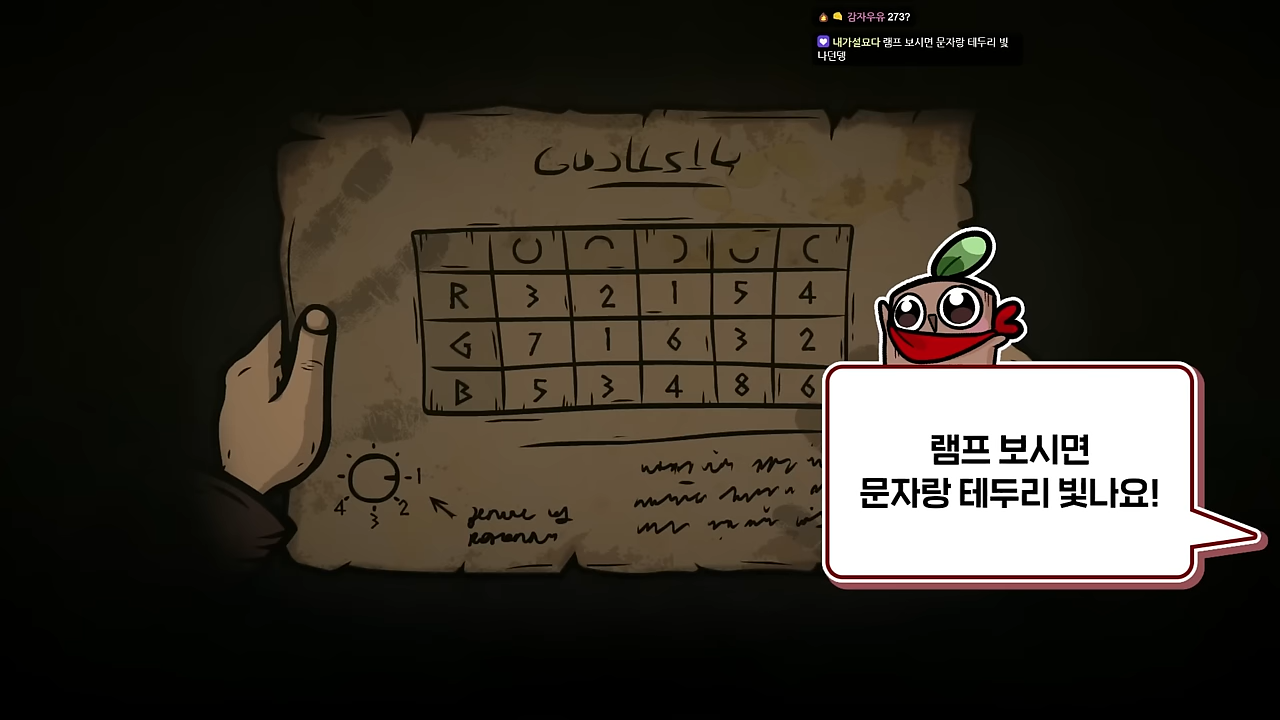 감자우유 273?
내가설묘다 램프 보시면 문자랑 테두리 빛
나던뎅
R 3 2 1 5 4
G 7 1 6 3 2
B 5 3 4 8 6
1
4 3 2
램프 보시면
문자랑 테두리 빛나요!